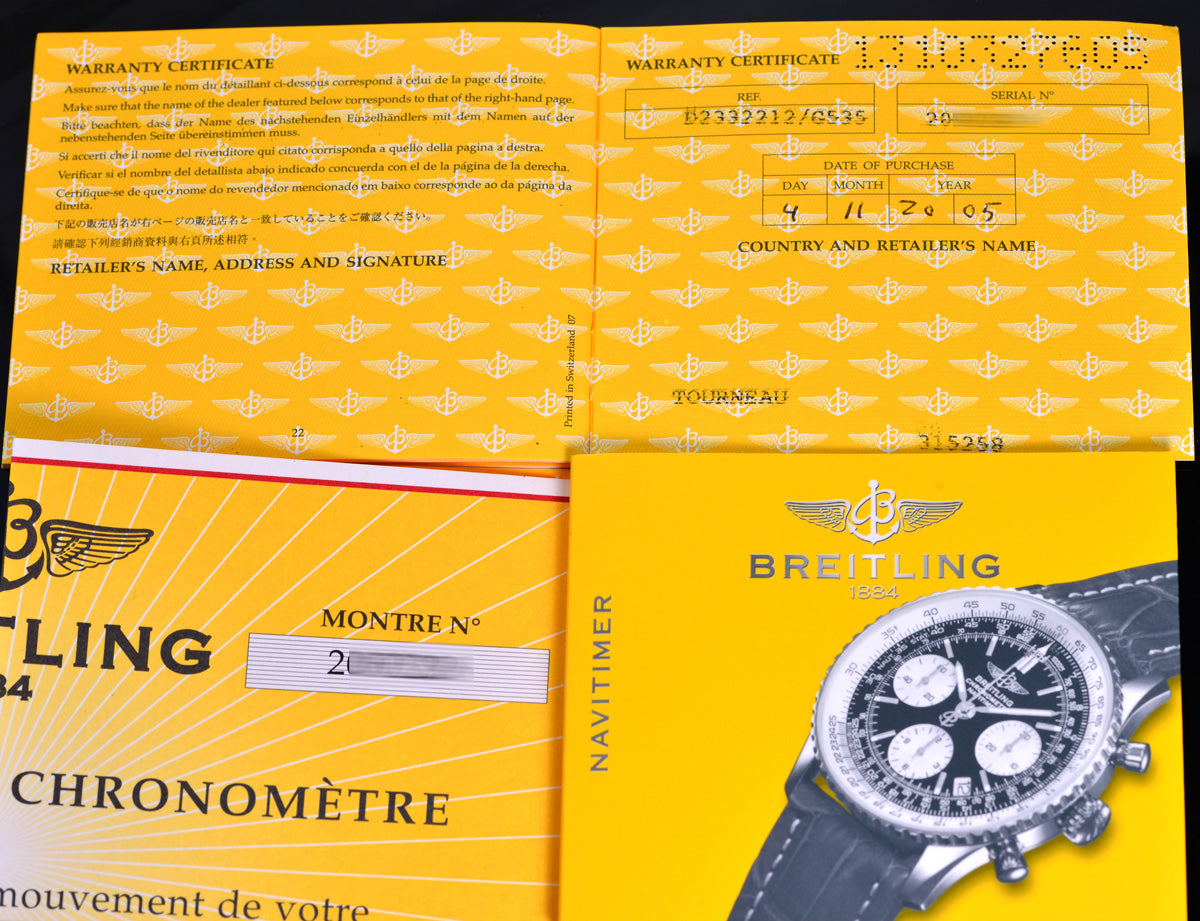 WARRANTY CERTIFICATE
Assurez-vous que le nom du détaillant ci-dessous correspond à celui de la page de droite.
Make sure that the name of the dealer featured below corresponds to that of the right-hand page.
Bitte beachten, dass der Name des nachstehenden Einzelhändlers mit dem Namen auf der
nebenstehenden Seite übereinstimmen muss.
Si accerti che il nome del rivenditore qui citato corrisponda a quello della pagina a destra.
Verificar si el nombre del detallista abajo indicado concuerda con el de la página de la derecha.
Certifique-se de que o nome do revendedor mencionado em baixo corresponde ao da página da
direita.
下記の販売店名が右ページの販売店名と一致していることをご確認ください。
請確認下列經銷商資料與右頁所述相符。
RETAILER'S NAME, ADDRESS AND SIGNATURE
Printed in Switzerland 07
22
WARRANTY CERTIFICATE
1310327605
REF.
SERIAL Nº
20
DATE OF PURCHASE
DAY MONTH YEAR
4 11 20 05
COUNTRY AND RETAILER'S NAME
TOURNEAU
315258
TLING
84
MONTRE N°
20
CHRONOMÈTRE
mouvement de votre
BREITLING
1884
NAVITIMER